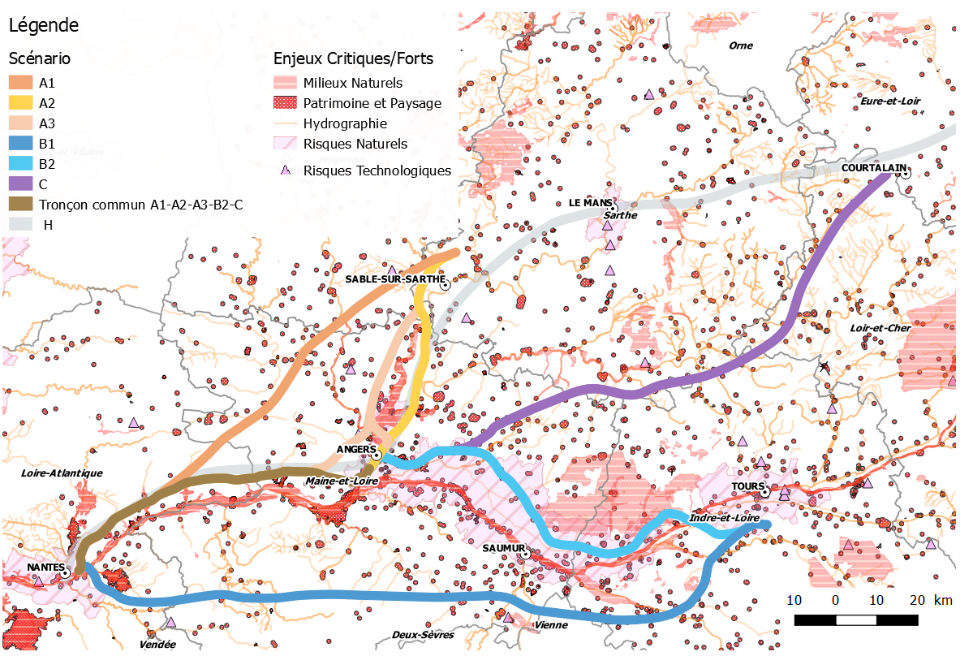 Légende
Scénario
A1
A2
A3
B1
B2
C
Tronçon commun A1-A2-A3-B2-C
H
Enjeux Critiques/Forts
Milieux Naturels
Patrimoine et Paysage
Hydrographie
Risques Naturels
Risques Technologiques
Orne
Eure-et-Loir
COURTALAIN
LE MANS
Sarthe
SABLE-SUR-SARTHE
Loir-et-Cher
ANGERS
Loire-Atlantique
Maine-et-Loire
TOURS
Indre-et-Loire
SAUMUR
NANTES
10 0 10 20 km
Vienne
Deux-Sèvres
Vendée